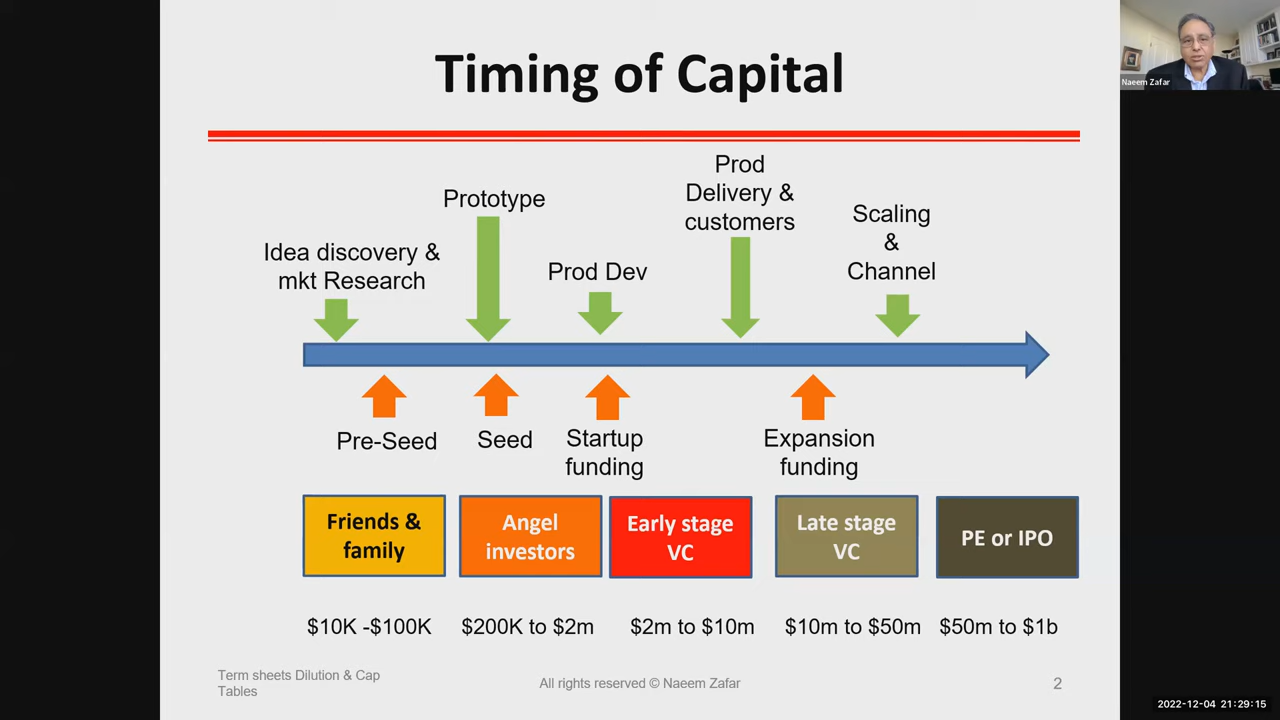 Timing of Capital
Naeem Zafar
Prod
Delivery &
customers
Prototype
Scaling
&
Channel
Idea discovery &
mkt Research
Prod Dev
Pre-Seed
Seed
Startup
funding
Expansion
funding
Friends &
family
Angel
investors
Early stage
VC
Late stage
VC
PE or IPO
$10K -$100K
$200K to $2m
$2m to $10m
$10m to $50m
$50m to $1b
Term sheets Dilution & Cap
Tables
All rights reserved © Naeem Zafar
2
2022-12-04 21:29:15